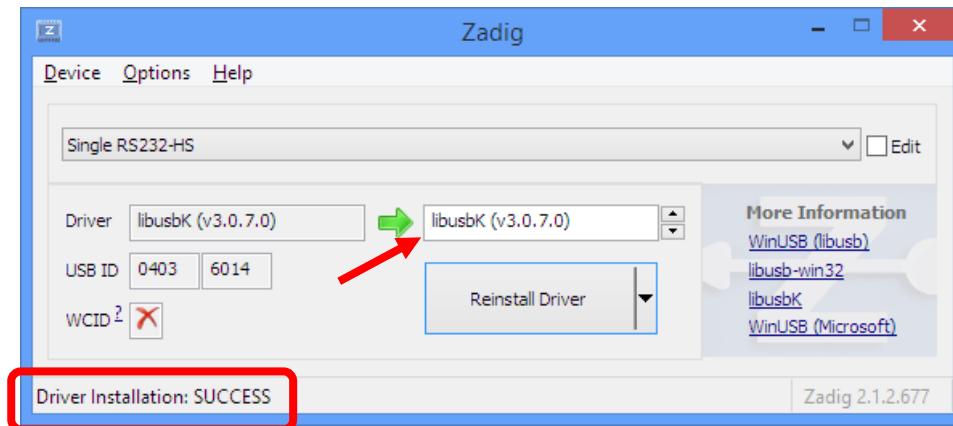 Z
Zadig
Device Options Help
Single RS232-HS
Edit
Driver libusbK (v3.0.7.0) libusbK (v3.0.7.0)
USB ID 0403 6014
WCID ?
Reinstall Driver
More Information
WinUSB (libusb)
libusb-win32
libusbK
WinUSB (Microsoft)
Driver Installation: SUCCESS
Zadig 2.1.2.677